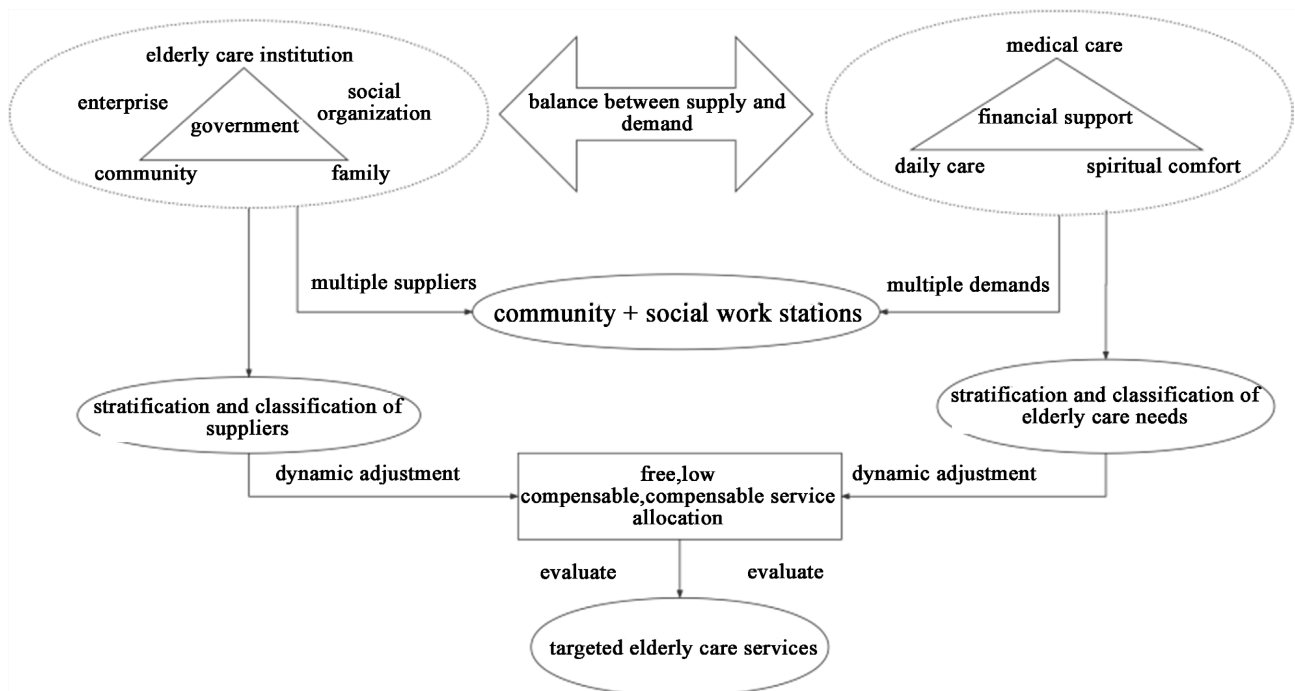 elderly care institution
enterprise
social
organization
government
community
family
balance between supply and
demand
medical care
financial support
daily care
spiritual comfort
multiple suppliers
multiple demands
community + social work stations
stratification and classification of
suppliers
stratification and classification of
elderly care needs
dynamic adjustment
free,low
compensable,compensable service
allocation
dynamic adjustment
evaluate
evaluate
targeted elderly care services